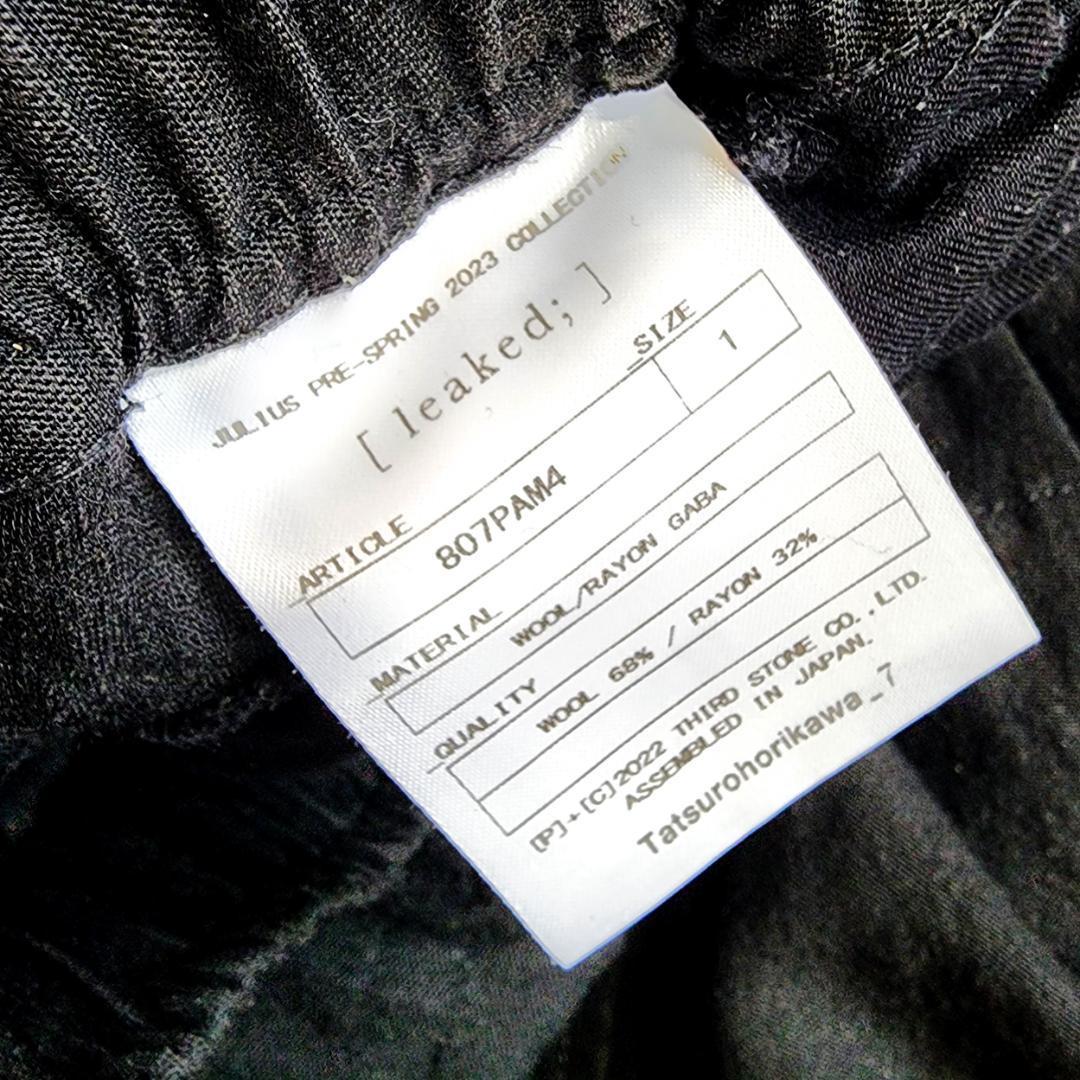 JULIUS PRE-SPRING 2023 COLLECTION
[ leaked; ]
ARTICLE SIZE
807PAM4 1
MATERIAL
WOOL/RAYON GABA
QUALITY
WOOL 68% / RAYON 32%
[P]+[C]2022 THIRD STONE CO.,LTD.
ASSEMBLED IN JAPAN.
Tatsurohorikawa_7